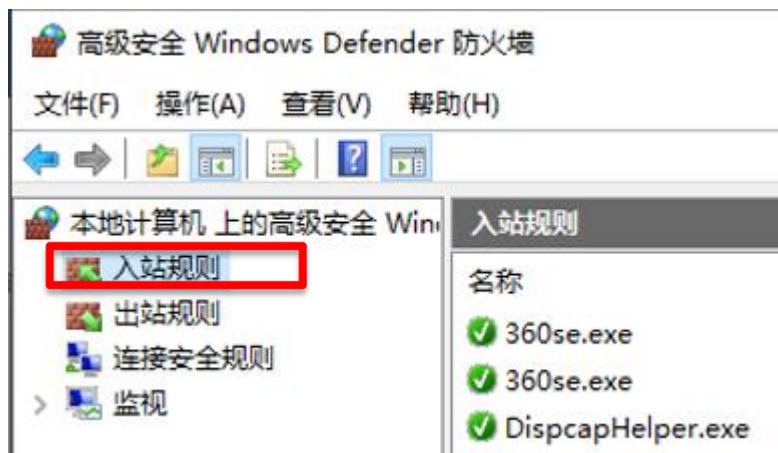 高级安全 Windows Defender 防火墙
文件(F) 操作(A) 查看(V) 帮助(H)
本地计算机 上的高级安全 Win
入站规则
出站规则
连接安全规则
监视
入站规则
名称
360se.exe
360se.exe
DispcapHelper.exe